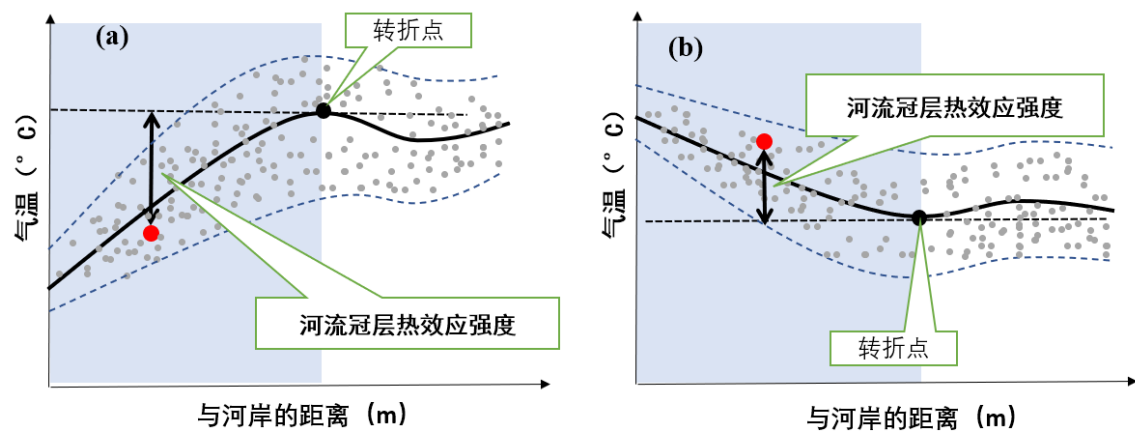 (a)
转折点
气温（°C）
河流冠层热效应强度
与河岸的距离（m）
(b)
河流冠层热效应强度
气温（°C）
转折点
与河岸的距离（m）